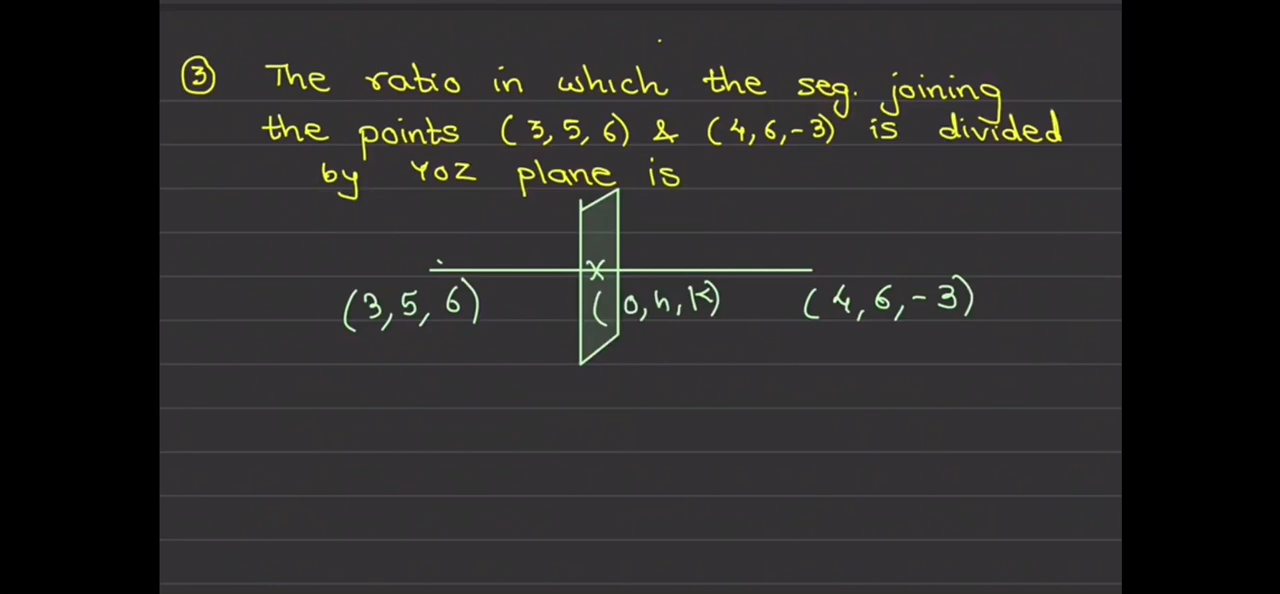 ③ The ratio in which the seg. joining
the points (3, 5, 6) & (4, 6, -3) is divided
by YOZ plane is
x
(3, 5, 6) (0, h, k) (4, 6, -3)